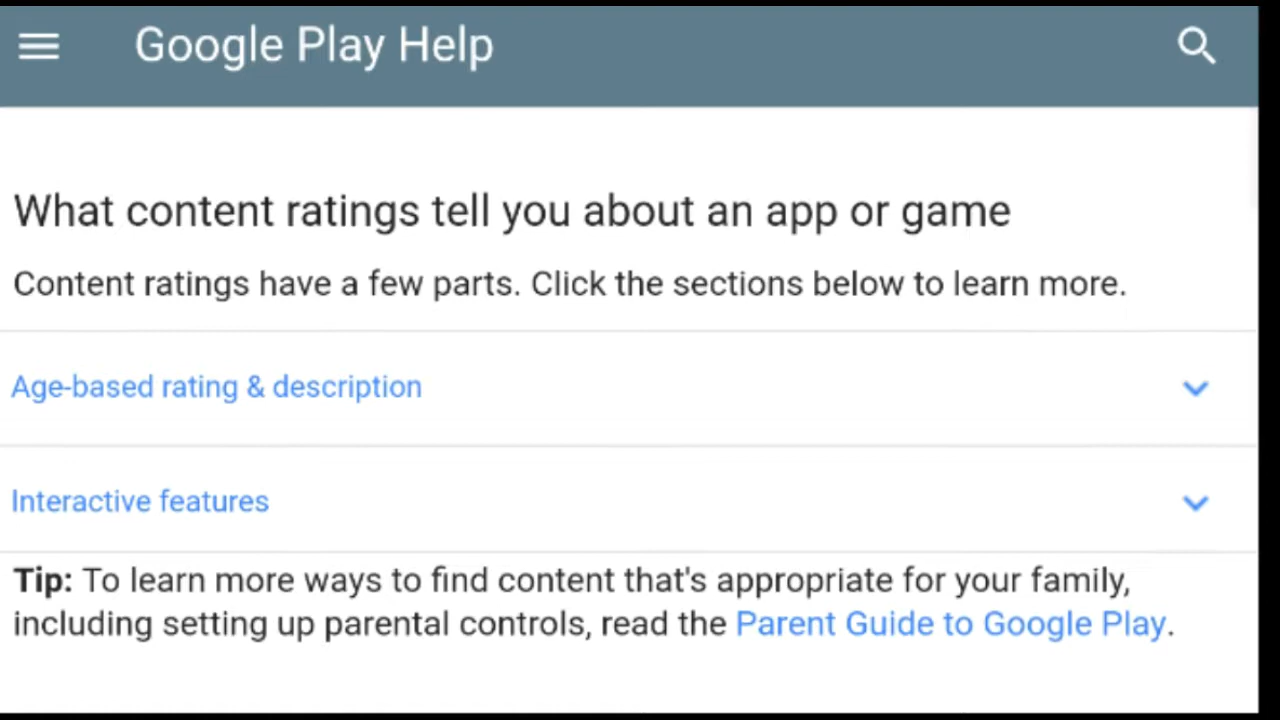 Google Play Help
What content ratings tell you about an app or game
Content ratings have a few parts. Click the sections below to learn more.
Age-based rating & description
Interactive features
Tip: To learn more ways to find content that's appropriate for your family,
including setting up parental controls, read the Parent Guide to Google Play.